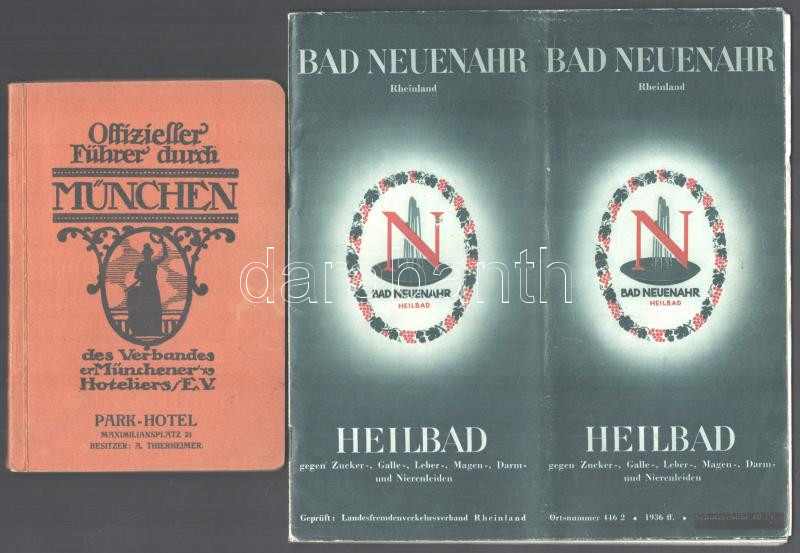 Offizieller
Führer durch
MÜNCHEN
des Verbandes
Münchener
Hoteliers/E.V.
PARK-HOTEL
MAXIMILIANSPLATZ 21
BESITZER: A. THIERHEIMER.
BAD NEUENAHR
Rheinland
N
BAD NEUENAHR
HEILBAD
HEILBAD
gegen Zucker-, Galle-, Leber-, Magen-, Darm-
und Nierenleiden
Geprüft: Landesfremdenverkehrsverband Rheinland
BAD NEUENAHR
Rheinland
N
BAD NEUENAHR
HEILBAD
HEILBAD
gegen Zucker-, Galle-, Leber-, Magen-, Darm-
und Nierenleiden
Ortsnummer 446 2 • 1936 ff. •
darabanth